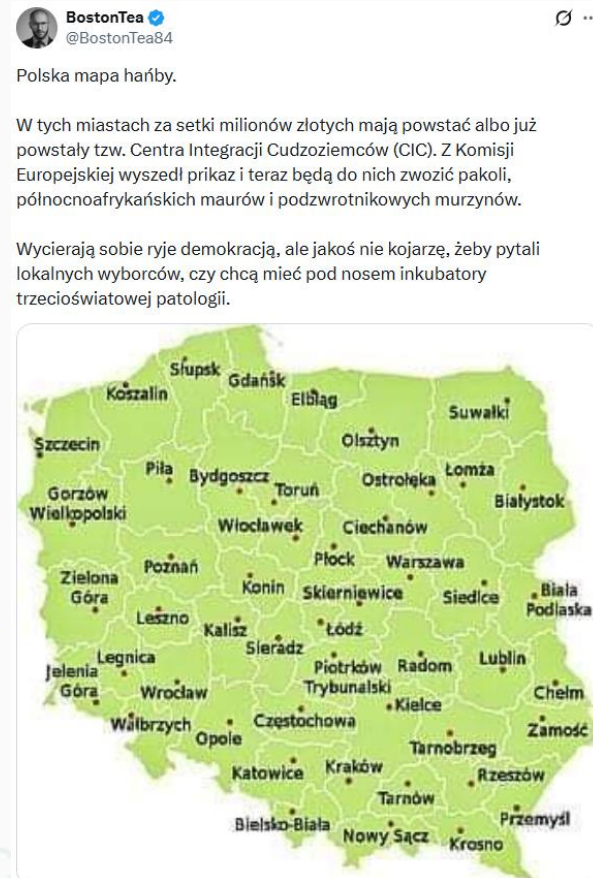 BostonTea
@BostonTea84
Polska mapa hańby.
W tych miastach za setki milionów złotych mają powstać albo już
powstały tzw. Centra Integracji Cudzoziemców (CIC). Z Komisji
Europejskiej wyszedł prikaz i teraz będą do nich zwozić pakoli,
północnoafrykańskich maurów i podzwrotnikowych murzynów.
Wycierają sobie ryje demokracją, ale jakoś nie kojarzę, żeby pytali
lokalnych wyborców, czy chcą mieć pod nosem inkubatory
trzecioświatowej patologii.
Słupsk
Gdańsk
Koszalin
Elbląg
Suwałki
Szczecin
Olsztyn
Piła
Bydgoszcz
Toruń
Ostrołęka
Łomża
Białystok
Gorzów
Wielkopolski
Włocławek
Ciechanów
Płock
Warszawa
Poznań
Zielona
Góra
Konin
Skierniewice
Siedlce
Biała
Podlaska
Leszno
Kalisz
Łódź
Sieradz
Legnica
Jelenia
Góra
Wrocław
Piotrków
Trybunalski
Radom
Lublin
Chełm
Kielce
Wałbrzych
Opole
Częstochowa
Zamość
Tarnobrzeg
Katowice
Kraków
Rzeszów
Tarnów
Przemyśl
Bielsko-Biała
Nowy Sącz
Krosno